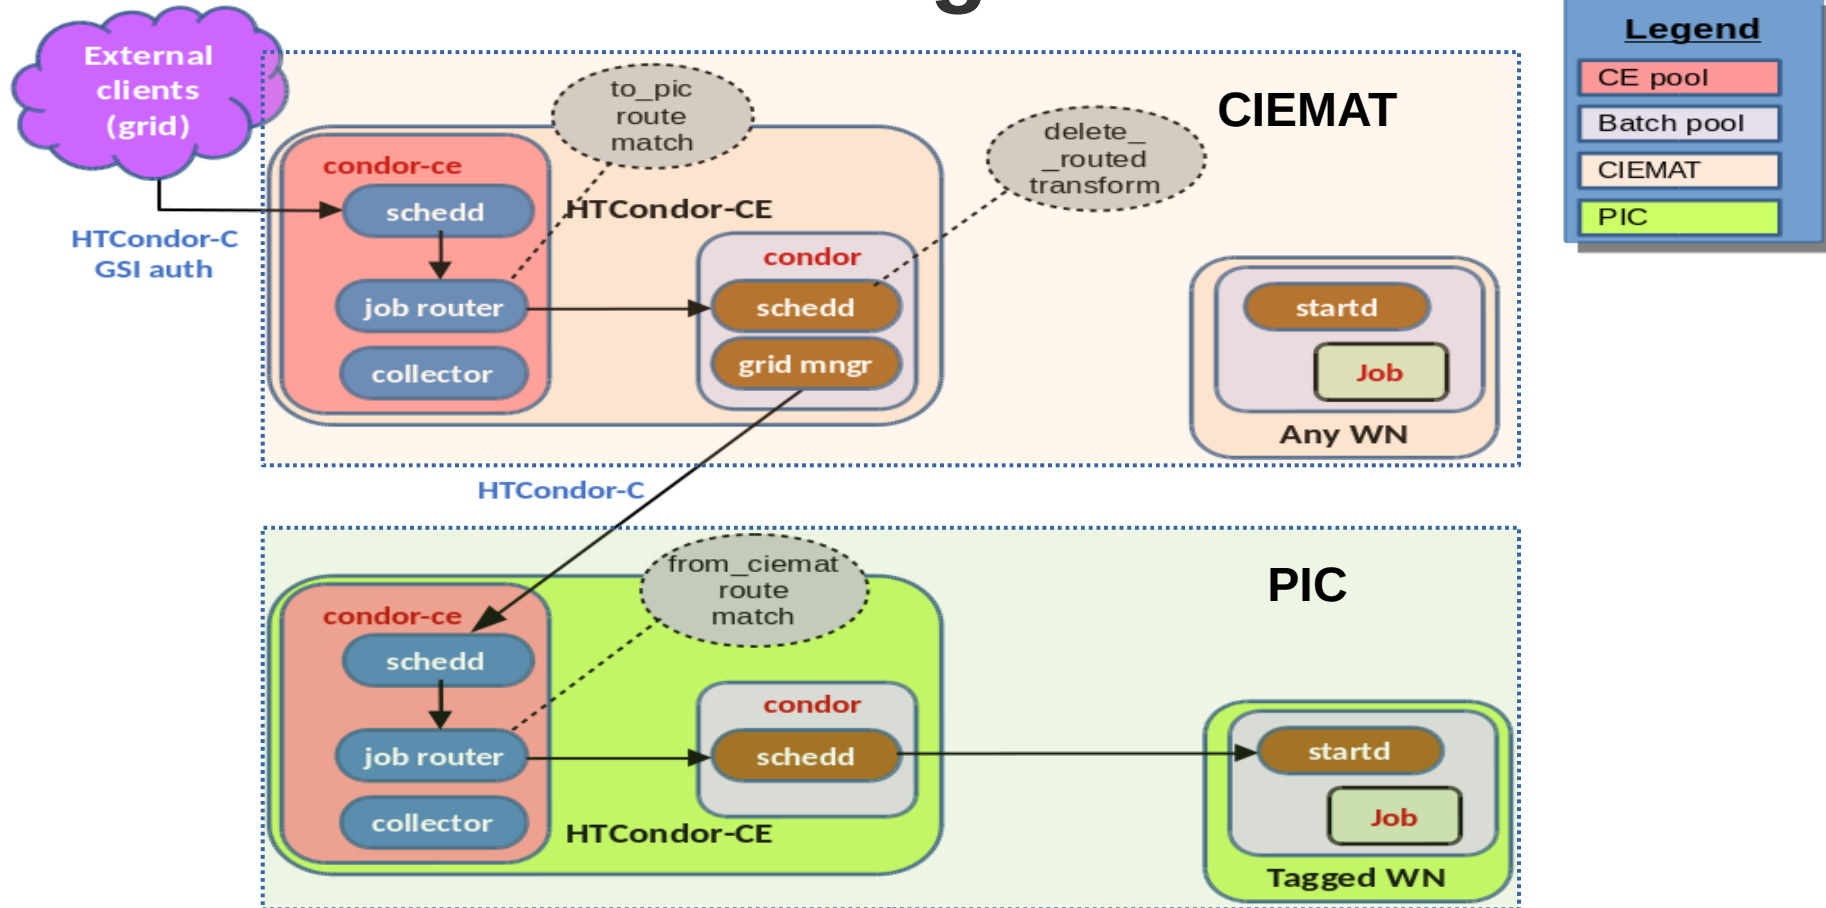 External
clients
(grid)
HTCondor-C
GSI auth
CIEMAT
to_pic
route
match
delete_
_routed
transform
condor-ce
schedd
job router
collector
HTCondor-CE
condor
schedd
grid mngr
startd
Job
Any WN
HTCondor-C
PIC
from_ciemat
route
match
condor-ce
schedd
job router
collector
HTCondor-CE
condor
schedd
startd
Job
Tagged WN
Legend
CE pool
Batch pool
CIEMAT
PIC